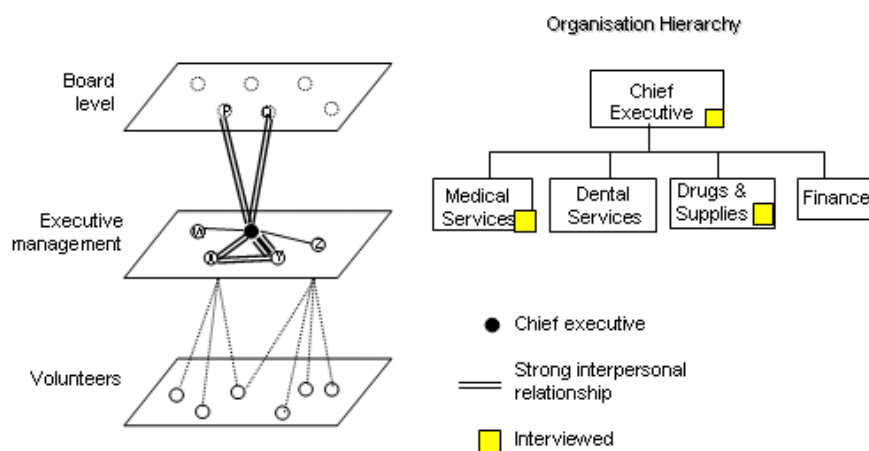 Organisation Hierarchy
Board
level
P
Chief
Executive
Medical
Services
Dental
Services
Drugs &
Supplies
Finance
Executive
management
W
Z
X
Y
Chief executive
Strong interpersonal
relationship
Volunteers
Interviewed